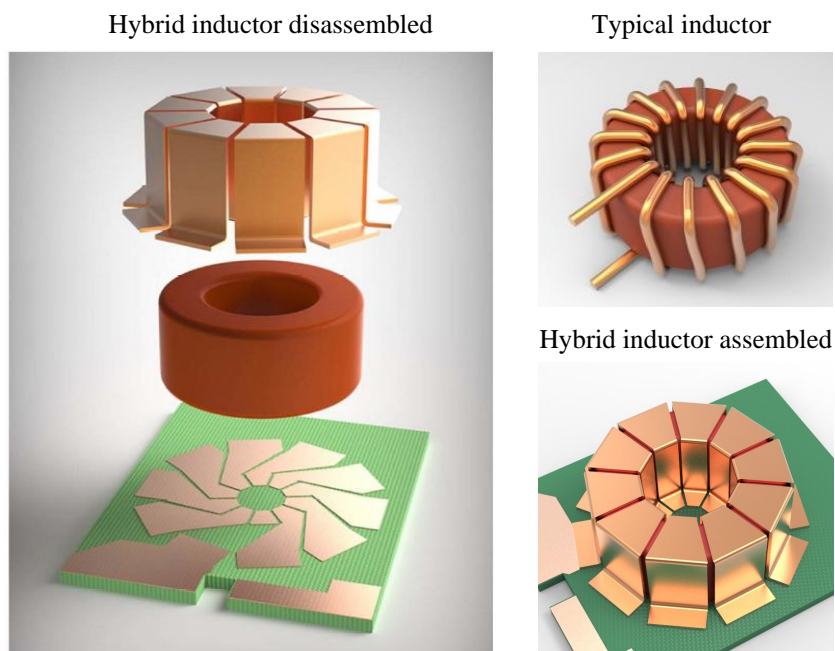 Hybrid inductor disassembled
Typical inductor
Hybrid inductor assembled